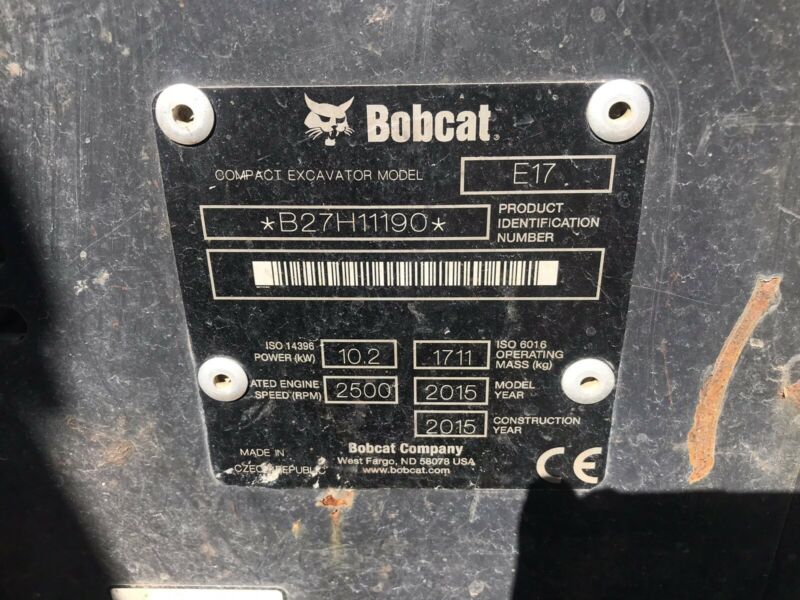 Bobcat®
COMPACT EXCAVATOR MODEL E17
*B27H11190* PRODUCT IDENTIFICATION NUMBER
ISO 14396 POWER (kW) 10.2
1711 ISO 6016 OPERATING MASS (kg)
ATED ENGINE SPEED (RPM) 2500
2015 MODEL YEAR
2015 CONSTRUCTION YEAR
MADE IN
CZECH REPUBLIC
Bobcat Company
West Fargo, ND 58078 USA
www.bobcat.com
CE